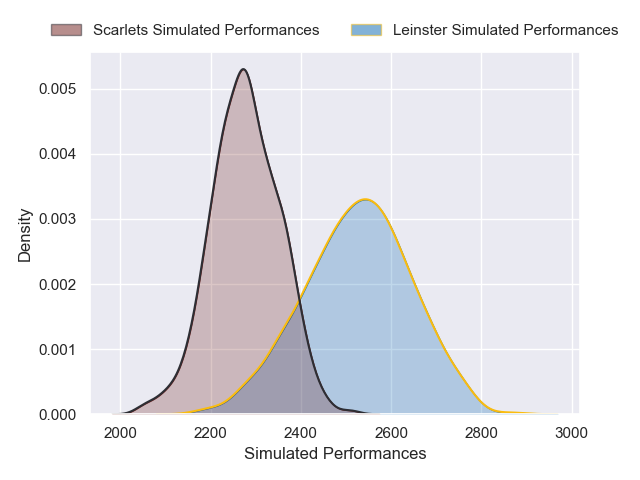 Scarlets Simulated Performances Leinster Simulated Performances
0.005
0.004
0.003
0.002
0.001
0.000
Density
2000 2200 2400 2600 2800 3000
Simulated Performances